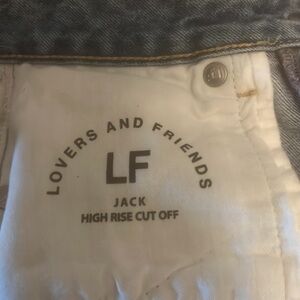 LOVERS AND FRIENDS
LF
JACK
HIGH RISE CUT OFF